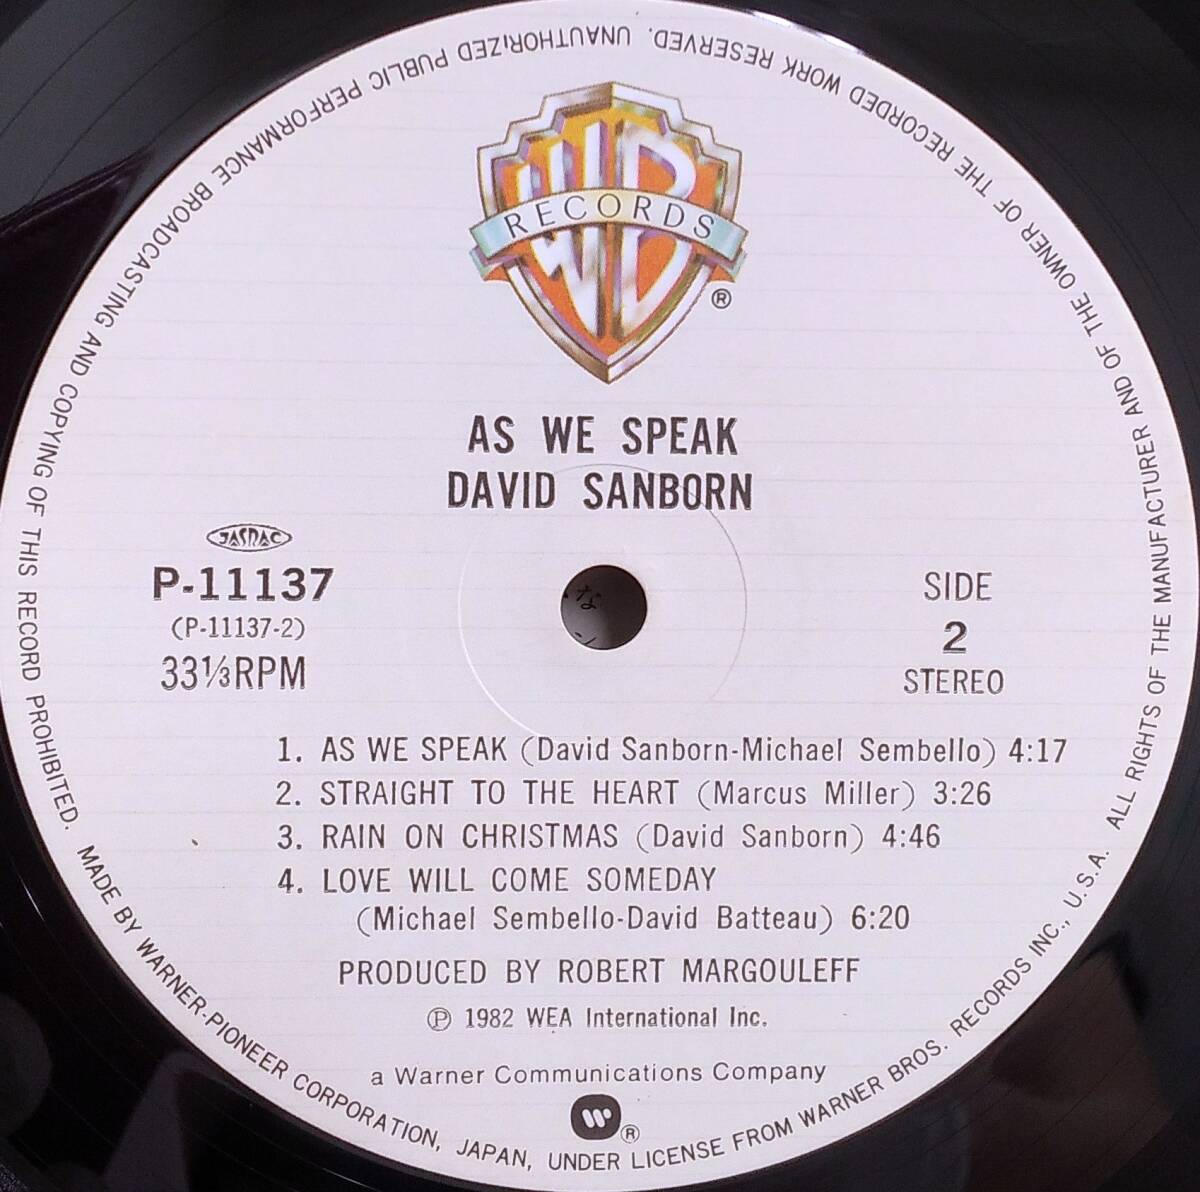 WB
RECORDS
®
AS WE SPEAK
DAVID SANBORN
JASRAC
P-11137
(P-11137-2)
33⅓RPM
SIDE
2
STEREO
な
1. AS WE SPEAK (David Sanborn-Michael Sembello) 4:17
2. STRAIGHT TO THE HEART (Marcus Miller) 3:26
3. RAIN ON CHRISTMAS (David Sanborn) 4:46
4. LOVE WILL COME SOMEDAY
(Michael Sembello-David Batteau) 6:20
PRODUCED BY ROBERT MARGOULEFF
℗ 1982 WEA International Inc.
a Warner Communications Company
®
MADE BY WARNER-PIONEER CORPORATION, JAPAN, UNDER LICENSE FROM WARNER BROS. RECORDS INC., U.S.A. ALL RIGHTS OF THE MANUFACTURER AND OF THE OWNER OF THE RECORDED WORK RESERVED. UNAUTHORIZED PUBLIC PERFORMANCE BROADCASTING AND COPYING OF THIS RECORD PROHIBITED.